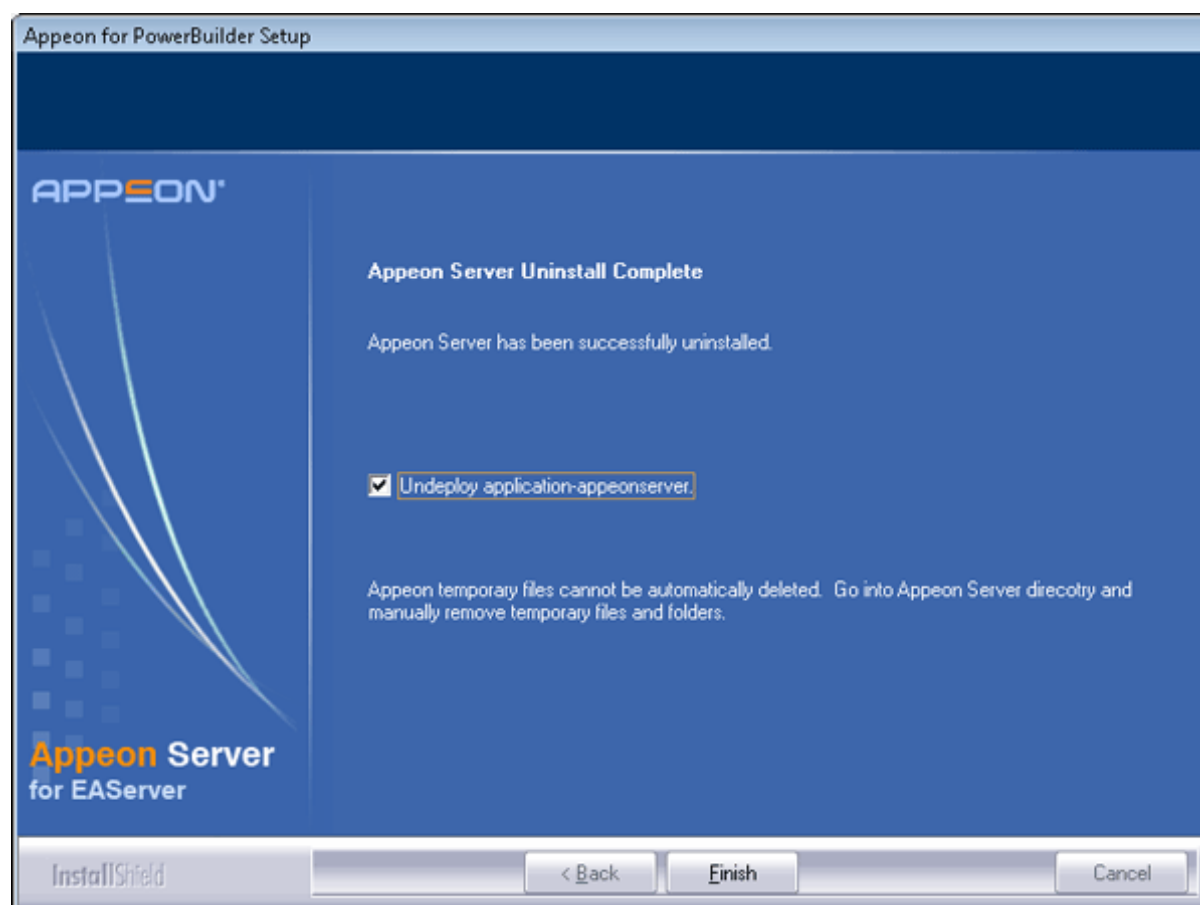 Appeon for PowerBuilder Setup
APPEON
Appeon Server Uninstall Complete
Appeon Server has been successfully uninstalled.
Undeploy application-appeonserver.
Appeon temporary files cannot be automatically deleted. Go into Appeon Server direcotry and
manually remove temporary files and folders.
Appeon Server
for EAServer
InstallShield
< Back
Finish
Cancel